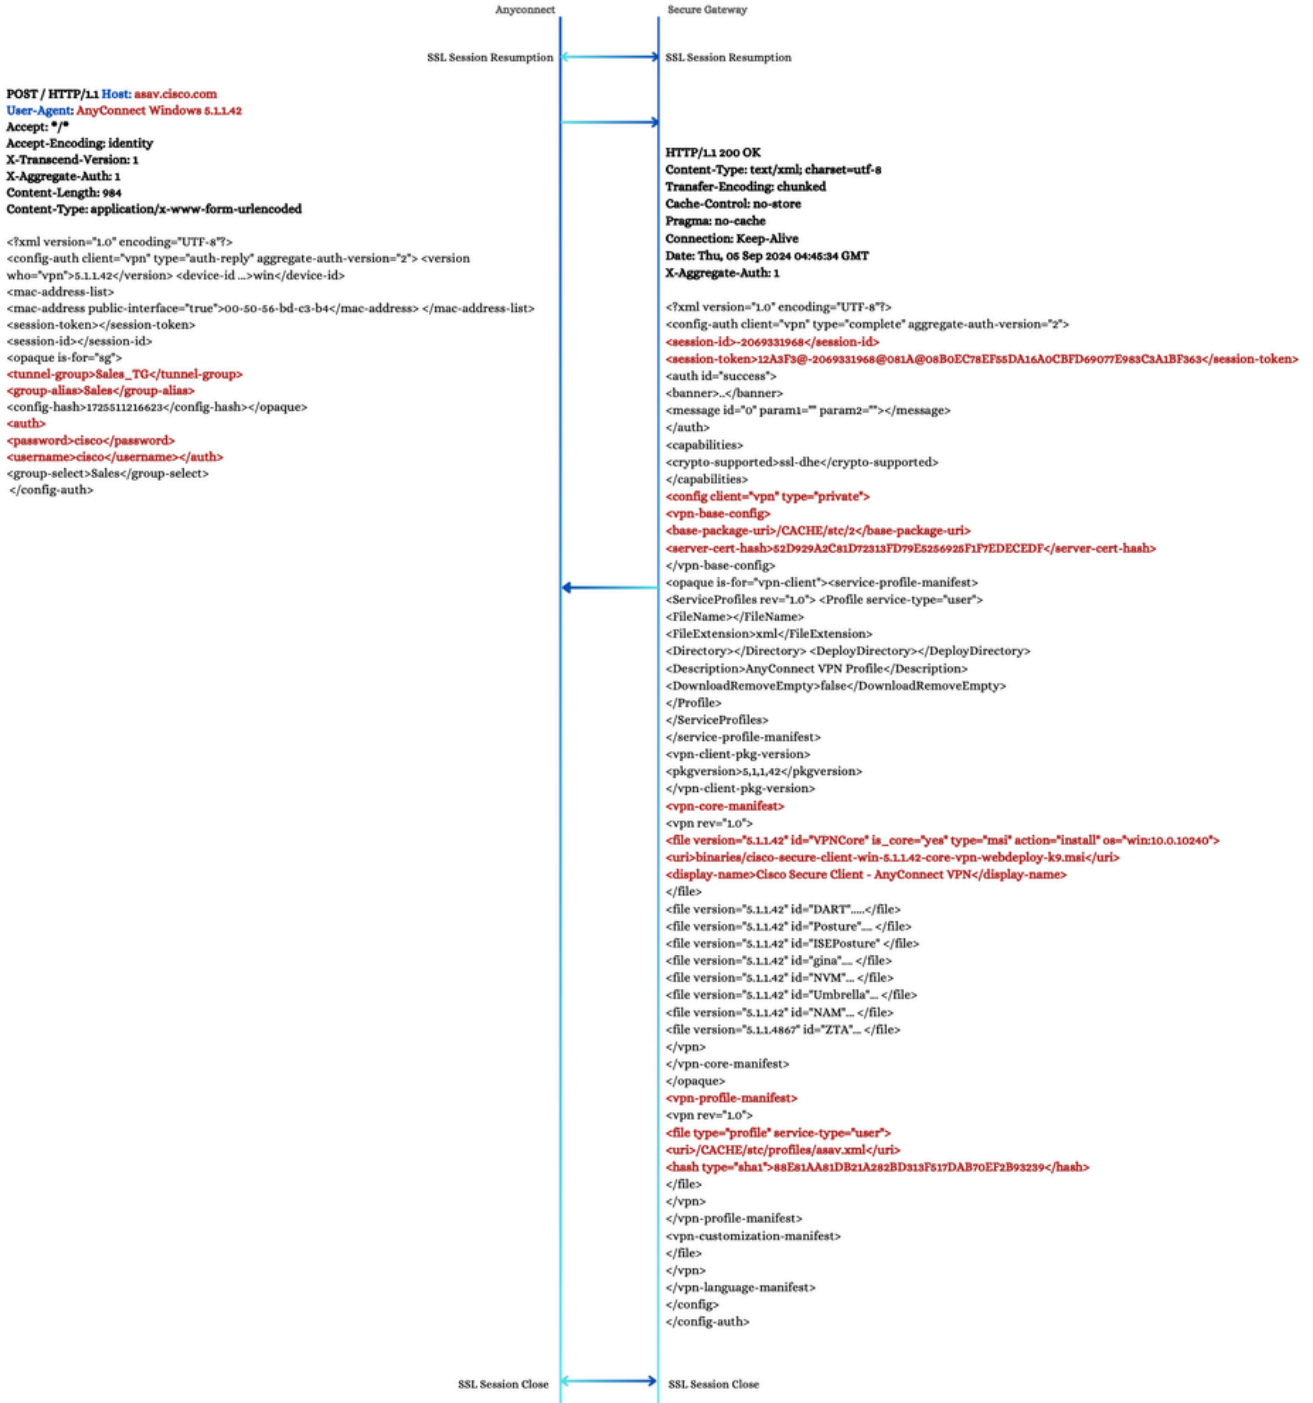 Anyconnect
Secure Gateway
SSL Session Resumption
SSL Session Resumption
POST / HTTP/1.1 Host: asav.cisco.com
User-Agent: AnyConnect Windows 5.1.1.42
Accept: */*
Accept-Encoding: identity
X-Transcend-Version: 1
X-Aggregate-Auth: 1
Content-Length: 984
Content-Type: application/x-www-form-urlencoded
<?xml version="1.0" encoding="UTF-8"?>
<config-auth client="vpn" type="auth-reply" aggregate-auth-version="2"> <version
who="vpn">5.1.1.42</version> <device-id ...>win</device-id>
<mac-address-list>
<mac-address public-interface="true">00-50-56-bd-c3-b4</mac-address> </mac-address-list>
<session-token></session-token>
<session-id></session-id>
<opaque is-for="sg">
<tunnel-group>Sales_TG</tunnel-group>
<group-alias>Sales</group-alias>
<config-hash>1725511216623</config-hash></opaque>
<auth>
<password>cisco</password>
<username>cisco</username></auth>
<group-select>Sales</group-select>
</config-auth>
HTTP/1.1 200 OK
Content-Type: text/xml; charset=utf-8
Transfer-Encoding: chunked
Cache-Control: no-store
Pragma: no-cache
Connection: Keep-Alive
Date: Thu, 05 Sep 2024 04:45:34 GMT
X-Aggregate-Auth: 1
<?xml version="1.0" encoding="UTF-8"?>
<config-auth client="vpn" type="complete" aggregate-auth-version="2">
<session-id>-2069331968</session-id>
<session-token>12A3F3@-2069331968@081A@08B0EC78EF55DA16A0CBFD69077E983C3A1BF363</session-token>
<auth id="success">
<banner>..</banner>
<message id="0" param1="" param2=""></message>
</auth>
<capabilities>
<crypto-supported>ssl-dhe</crypto-supported>
</capabilities>
<config client="vpn" type="private">
<vpn-base-config>
<base-package-uri>/CACHE/stc/2</base-package-uri>
<server-cert-hash>52D929A2C81D72313FD79E5256925F1F7EDECEDF</server-cert-hash>
</vpn-base-config>
<opaque is-for="vpn-client"><service-profile-manifest>
<ServiceProfiles rev="1.0"> <Profile service-type="user">
<FileName></FileName>
<FileExtension>xml</FileExtension>
<Directory></Directory> <DeployDirectory></DeployDirectory>
<Description>AnyConnect VPN Profile</Description>
<DownloadRemoveEmpty>false</DownloadRemoveEmpty>
</Profile>
</ServiceProfiles>
</service-profile-manifest>
<vpn-client-pkg-version>
<pkgversion>5,1,1,42</pkgversion>
</vpn-client-pkg-version>
<vpn-core-manifest>
<vpn rev="1.0">
<file version="5.1.1.42" id="VPNCore" is_core="yes" type="msi" action="install" os="win:10.0.10240">
<uri>binaries/cisco-secure-client-win-5.1.1.42-core-vpn-webdeploy-k9.msi</uri>
<display-name>Cisco Secure Client - AnyConnect VPN</display-name>
</file>
<file version="5.1.1.42" id="DART".....</file>
<file version="5.1.1.42" id="Posture".... </file>
<file version="5.1.1.42" id="ISEPosture" </file>
<file version="5.1.1.42" id="gina".... </file>
<file version="5.1.1.42" id="NVM"... </file>
<file version="5.1.1.42" id="Umbrella"... </file>
<file version="5.1.1.42" id="NAM"... </file>
<file version="5.1.1.4867" id="ZTA"... </file>
</vpn>
</vpn-core-manifest>
</opaque>
<vpn-profile-manifest>
<vpn rev="1.0">
<file type="profile" service-type="user">
<uri>/CACHE/stc/profiles/asav.xml</uri>
<hash type="sha1">88E81AA81DB21A282BD313F517DAB70EF2B93239</hash>
</file>
</vpn>
</vpn-profile-manifest>
<vpn-customization-manifest>
</file>
</vpn>
</vpn-language-manifest>
</config>
</config-auth>
SSL Session Close
SSL Session Close